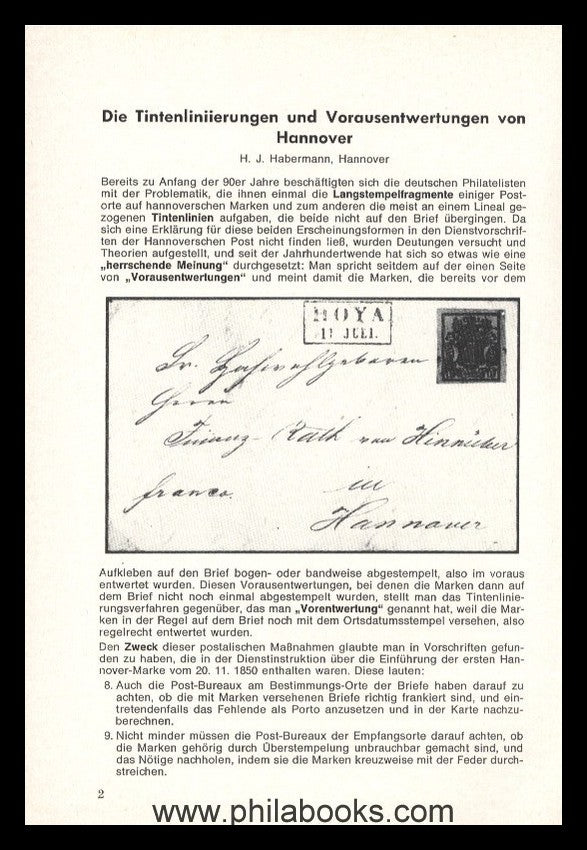 Die Tintenliniierungen und Vorausentwertungen von
Hannover
H. J. Habermann, Hannover
Bereits zu Anfang der 90er Jahre beschäftigten sich die deutschen Philatelisten
mit der Problematik, die ihnen einmal die Langstempelfragmente einiger Post-
orte auf hannoverschen Marken und zum anderen die meist an einem Lineal ge-
zogenen Tintenlinien aufgaben, die beide nicht auf den Brief übergingen. Da
sich eine Erklärung für diese beiden Erscheinungsformen in den Dienstvorschrif-
ten der Hannoverschen Post nicht finden ließ, wurden Deutungen versucht und
Theorien aufgestellt, und seit der Jahrhundertwende hat sich so etwas wie eine
„herrschende Meinung" durchgesetzt: Man spricht seitdem auf der einen Seite
von „Vorausentwertungen" und meint damit die Marken, die bereits vor dem
HOYA
11 JULI.
Sr. Hochwohlgeboren
Herrn
Finanz-Rath von Hinüber
franco. in
Hannover
Aufkleben auf den Brief bogen- oder bandweise abgestempelt, also im voraus
entwertet wurden. Diesen Vorausentwertungen, bei denen die Marken dann auf
dem Brief nicht noch einmal abgestempelt wurden, stellt man das Tintenlinie-
rungsverfahren gegenüber, das man „Vorentwertung" genannt hat, weil die Mar-
ken in der Regel auf dem Brief noch mit dem Ortsdatumsstempel versehen, also
regelrecht entwertet wurden.
Den Zweck dieser postalischen Maßnahmen glaubte man in Vorschriften gefun-
den zu haben, die in der Dienstinstruktion über die Einführung der ersten Han-
nover-Marke vom 20. 11. 1850 enthalten waren. Diese lauten:
8. Auch die Post-Bureaux am Bestimmungs-Orte der Briefe haben darauf zu
achten, ob die mit Marken versehenen Briefe richtig frankiert sind, und ein-
tretendenfalls das Fehlende als Porto anzusetzen und in der Karte nachzu-
berechnen.
9. Nicht minder müssen die Post-Bureaux der Empfangsorte darauf achten, ob
die Marken gehörig durch Überstempelung unbrauchbar gemacht sind, und
das Nötige nachholen, indem sie die Marken kreuzweise mit der Feder durch-
streichen.
2
www.philabooks.com